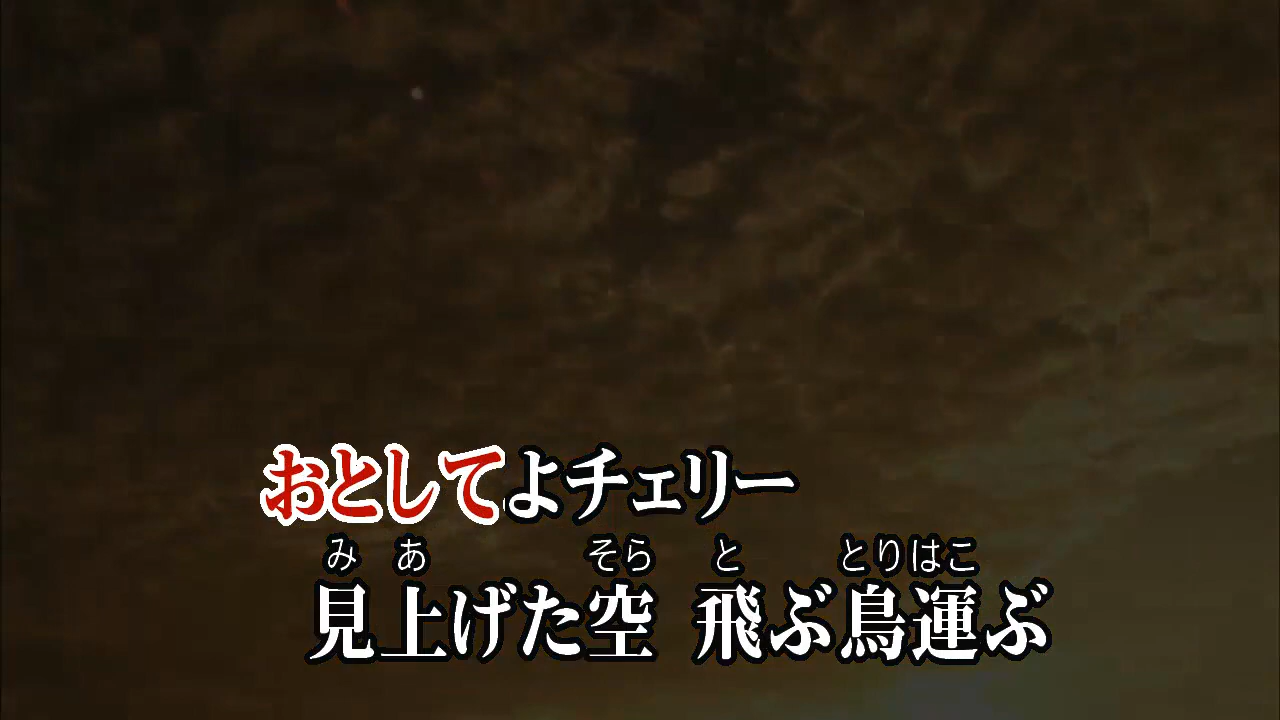 おとしてよチェリー
み あ そら と とりはこ
見上げた空 飛ぶ鳥運ぶ